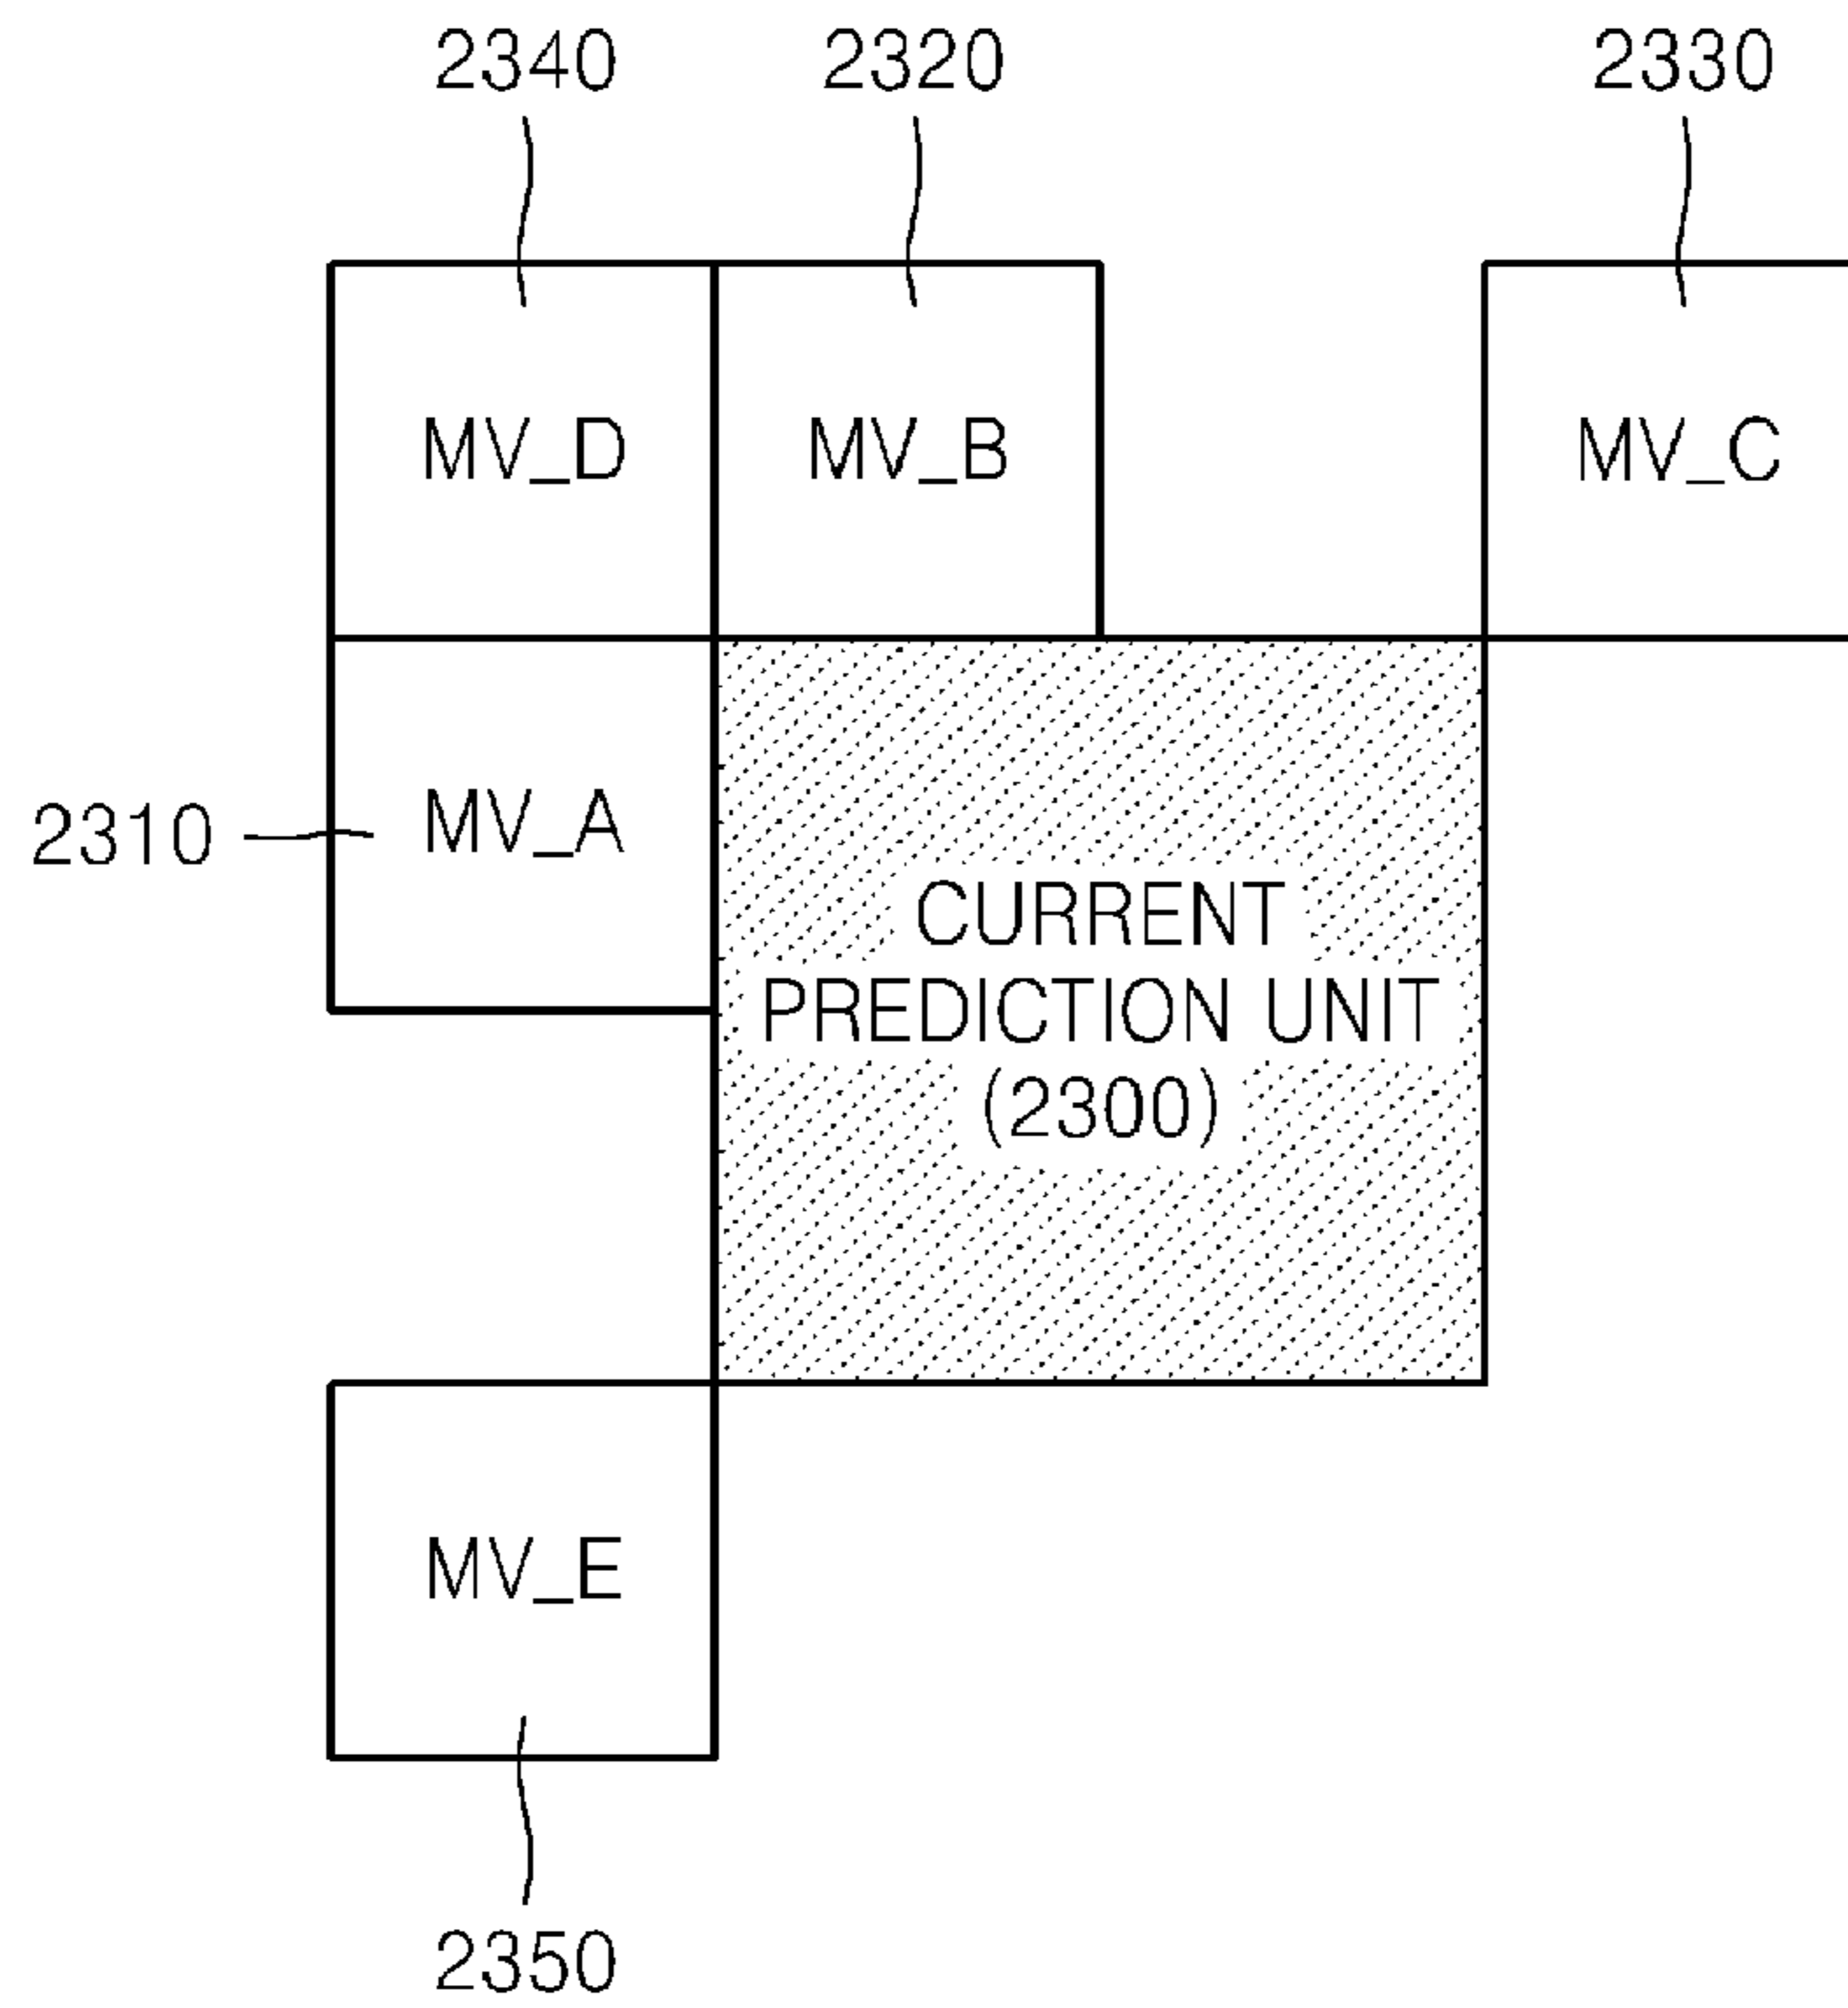 2340
2320
2330
MV_D
MV_B
MV_C
2310
MV_A
CURRENT
PREDICTION UNIT
(2300)
MV_E
2350